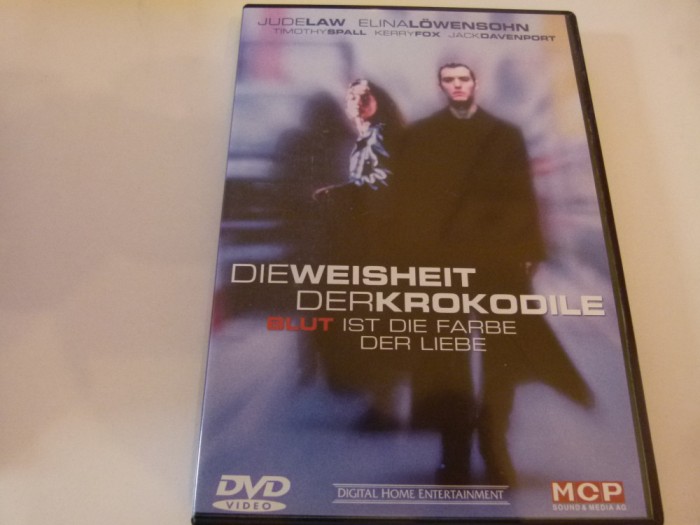 JUDELAW ELINALÖWENSOHN
TIMOTHYSPALL KERRYFOX JACKDAVENPORT
DIEWEISHEIT
DERKROKODILE
BLUT IST DIE FARBE
DER LIEBE
DVD
VIDEO
DIGITAL HOME ENTERTAINMENT
MCP
SOUND & MEDIA AG